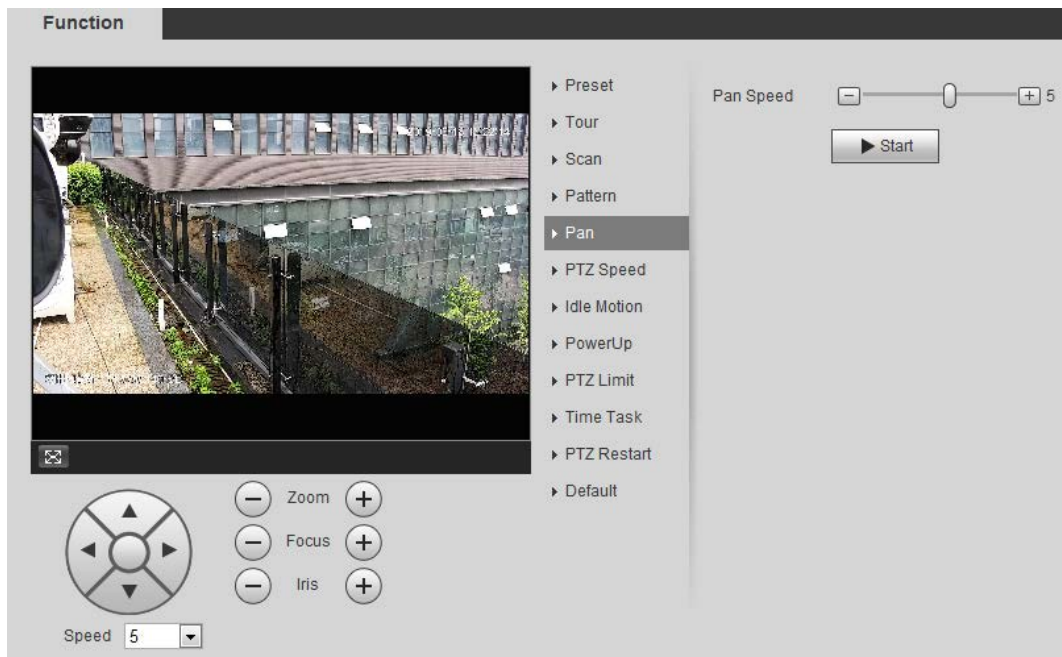 Function
Preset
Tour
Scan
Pattern
Pan
PTZ Speed
Idle Motion
PowerUp
PTZ Limit
Time Task
PTZ Restart
Default
Pan Speed 5
Start
Zoom
Focus
Iris
Speed 5